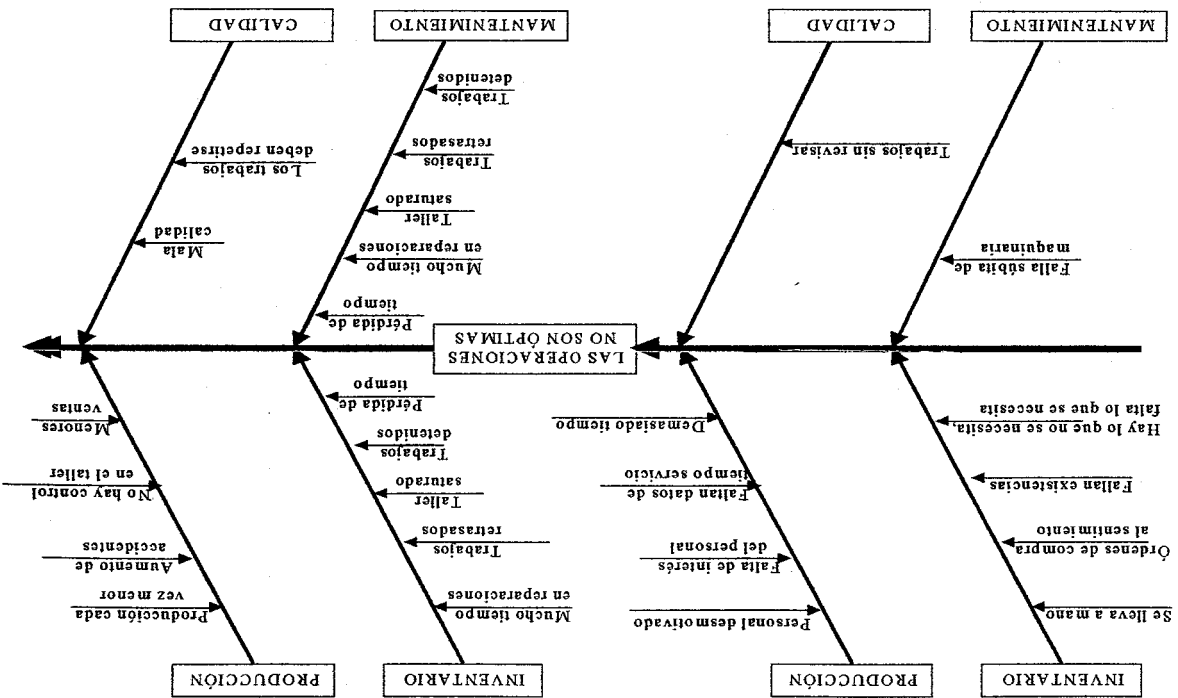 MANTENIMIENTO
Falla súbita de
maquinaria
CALIDAD
Trabajos sin revisar
INVENTARIO
Hay lo que no se necesita,
falta lo que se necesita
Fallan existencias
Órdenes de compra
al sentimiento
Se lleva a mano
PRODUCCIÓN
Demasiado tiempo
Faltan datos de
tiempo servicio
Falta de interés
del personal
Personal desmotivado
LAS OPERACIONES
NO SON ÓPTIMAS
MANTENIMIENTO
Trabajos
detenidos
Trabajos
retrasados
Taller
saturado
Mucho tiempo
en reparaciones
Pérdida de
tiempo
CALIDAD
Los trabajos
deben repetirse
Mala
calidad
INVENTARIO
Pérdida de
tiempo
Trabajos
detenidos
Taller
saturado
Trabajos
retrasados
Mucho tiempo
en reparaciones
PRODUCCIÓN
Menores
ventas
No hay control
en el taller
Aumento de
accidentes
Producción cada
vez menor